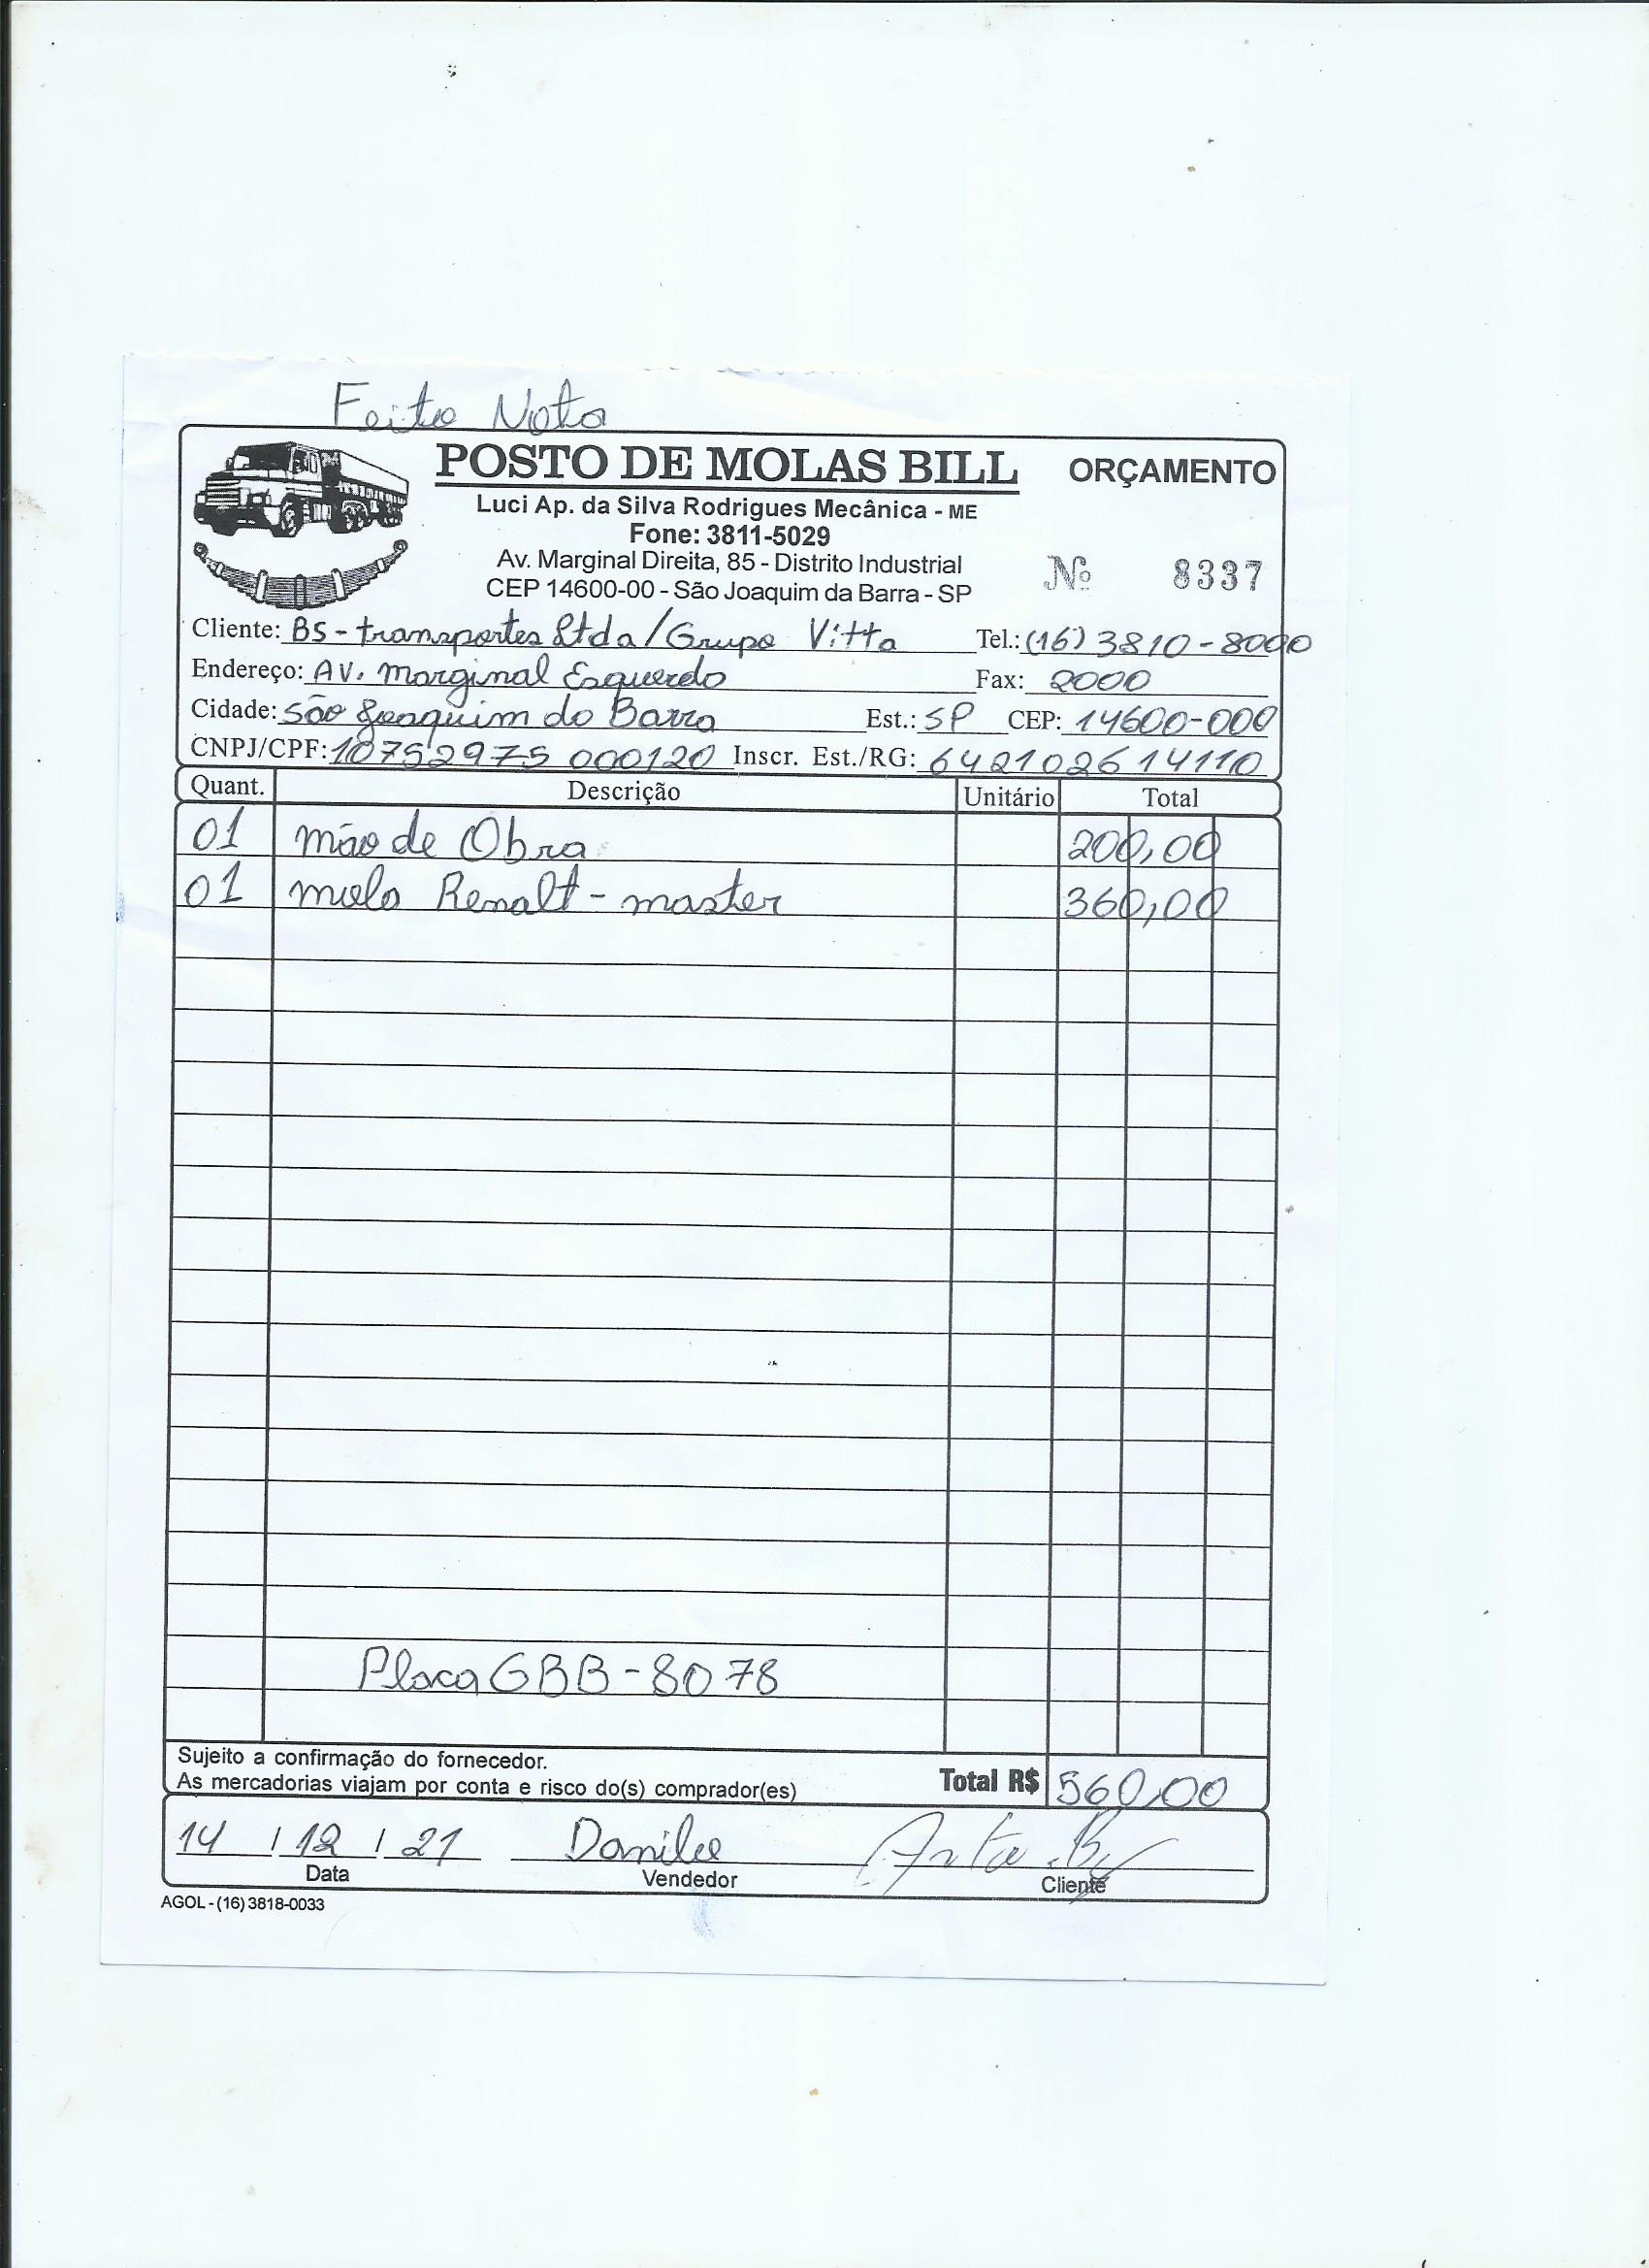 Feito Nota
POSTO DE MOLAS BILL ORÇAMENTO
Luci Ap. da Silva Rodrigues Mecânica - ME
Fone: 3811-5029
Av. Marginal Direita, 85 - Distrito Industrial
CEP 14600-00 - São Joaquim da Barra - SP
Nº 8337
Cliente: BS - transportes Ltda / Grupo Vitta Tel.: (16) 3810-8000
Endereço: AV. Marginal Esquerdo Fax: 2000
Cidade: São Joaquim da Barra Est.: SP CEP: 14600-000
CNPJ/CPF: 10752975 000120 Inscr. Est./RG: 642102614110
Quant. Descrição Unitário Total
01 mão de Obra 200,00
01 mola Renalt - master 360,00
Placa GBB-8078
Sujeito a confirmação do fornecedor.
As mercadorias viajam por conta e risco do(s) comprador(es) Total R$ 560,00
14 / 12 / 21 Danilo
Data Vendedor Cliente
AGOL - (16) 3818-0033